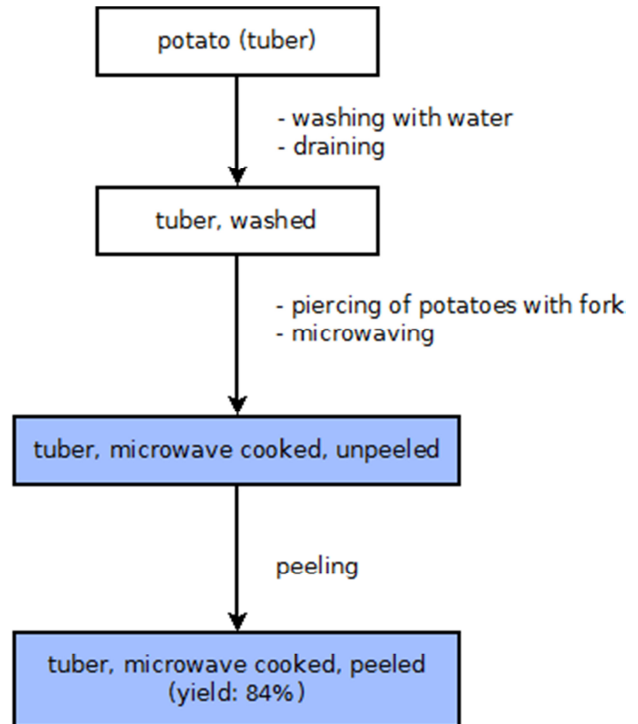 potato (tuber)
- washing with water
- draining
tuber, washed
- piercing of potatoes with fork
- microwaving
tuber, microwave cooked, unpeeled
peeling
tuber, microwave cooked, peeled
(yield: 84%)